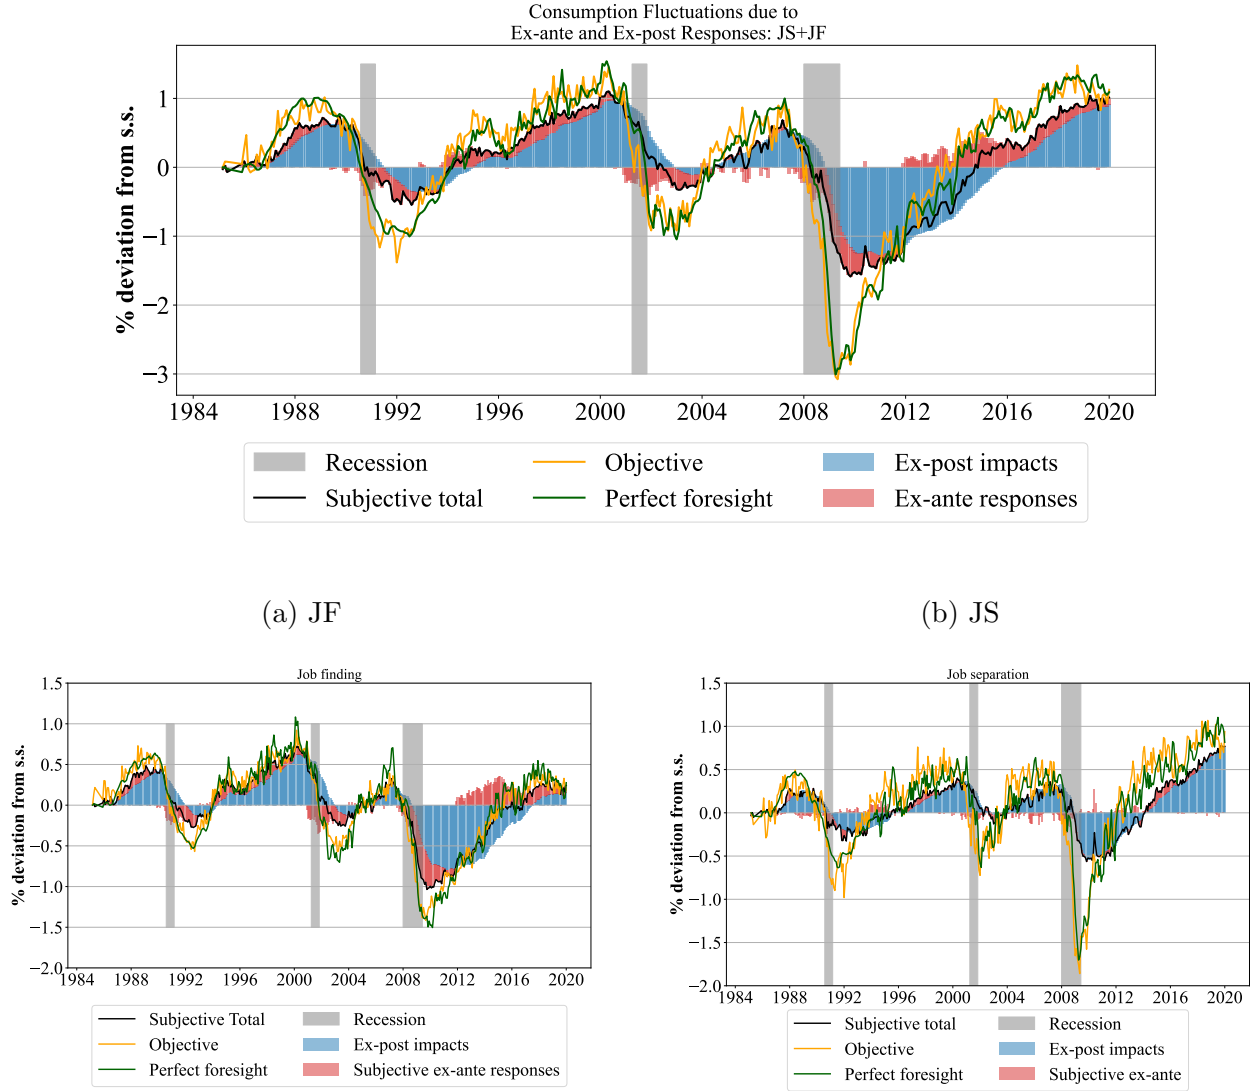 Consumption Fluctuations due to
Ex-ante and Ex-post Responses: JS+JF
% deviation from s.s.
1
0
−1
−2
−3
1984 1988 1992 1996 2000 2004 2008 2012 2016 2020
Recession Objective Ex-post impacts
Subjective total Perfect foresight Ex-ante responses
(a) JF
(b) JS
Job finding
% deviation from s.s.
1.5
1.0
0.5
0.0
−0.5
−1.0
−1.5
−2.0
1984 1988 1992 1996 2000 2004 2008 2012 2016 2020
Subjective Total Recession
Objective Ex-post impacts
Perfect foresight Subjective ex-ante responses
Job separation
% deviation from s.s.
1.5
1.0
0.5
0.0
−0.5
−1.0
−1.5
−2.0
1984 1988 1992 1996 2000 2004 2008 2012 2016 2020
Subjective total Recession
Objective Ex-post impacts
Perfect foresight Subjective ex-ante